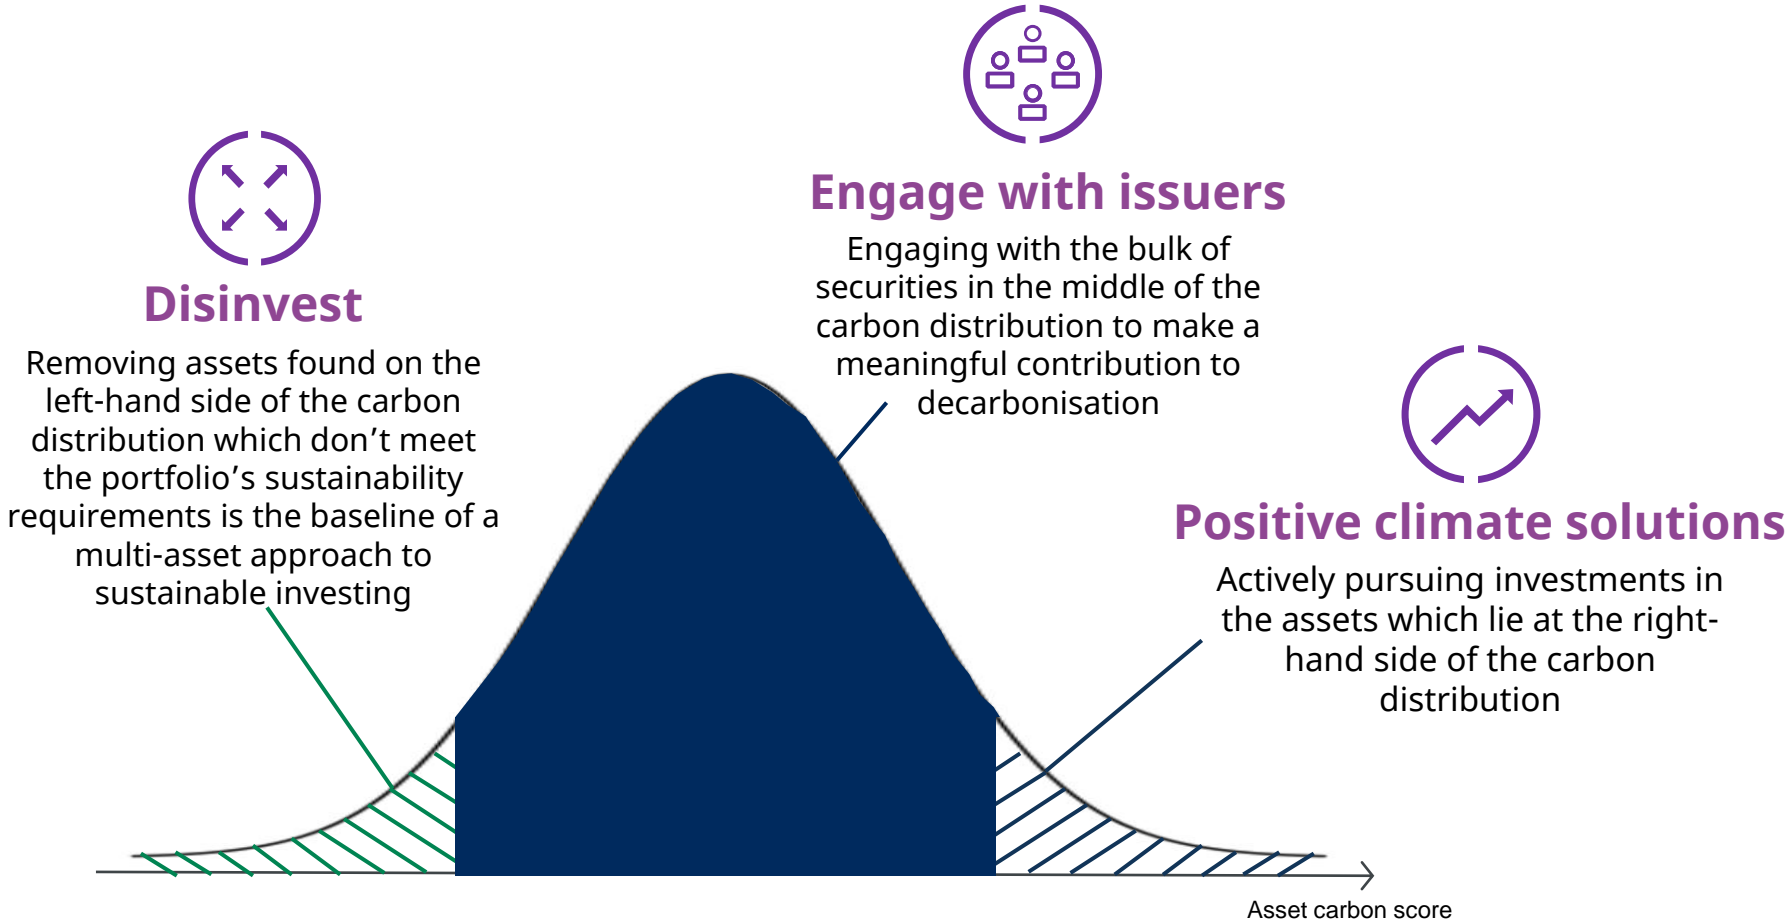 Disinvest
Removing assets found on the
left-hand side of the carbon
distribution which don’t meet
the portfolio’s sustainability
requirements is the baseline of a
multi-asset approach to
sustainable investing
Engage with issuers
Engaging with the bulk of
securities in the middle of the
carbon distribution to make a
meaningful contribution to
decarbonisation
Positive climate solutions
Actively pursuing investments in
the assets which lie at the right-
hand side of the carbon
distribution
Asset carbon score